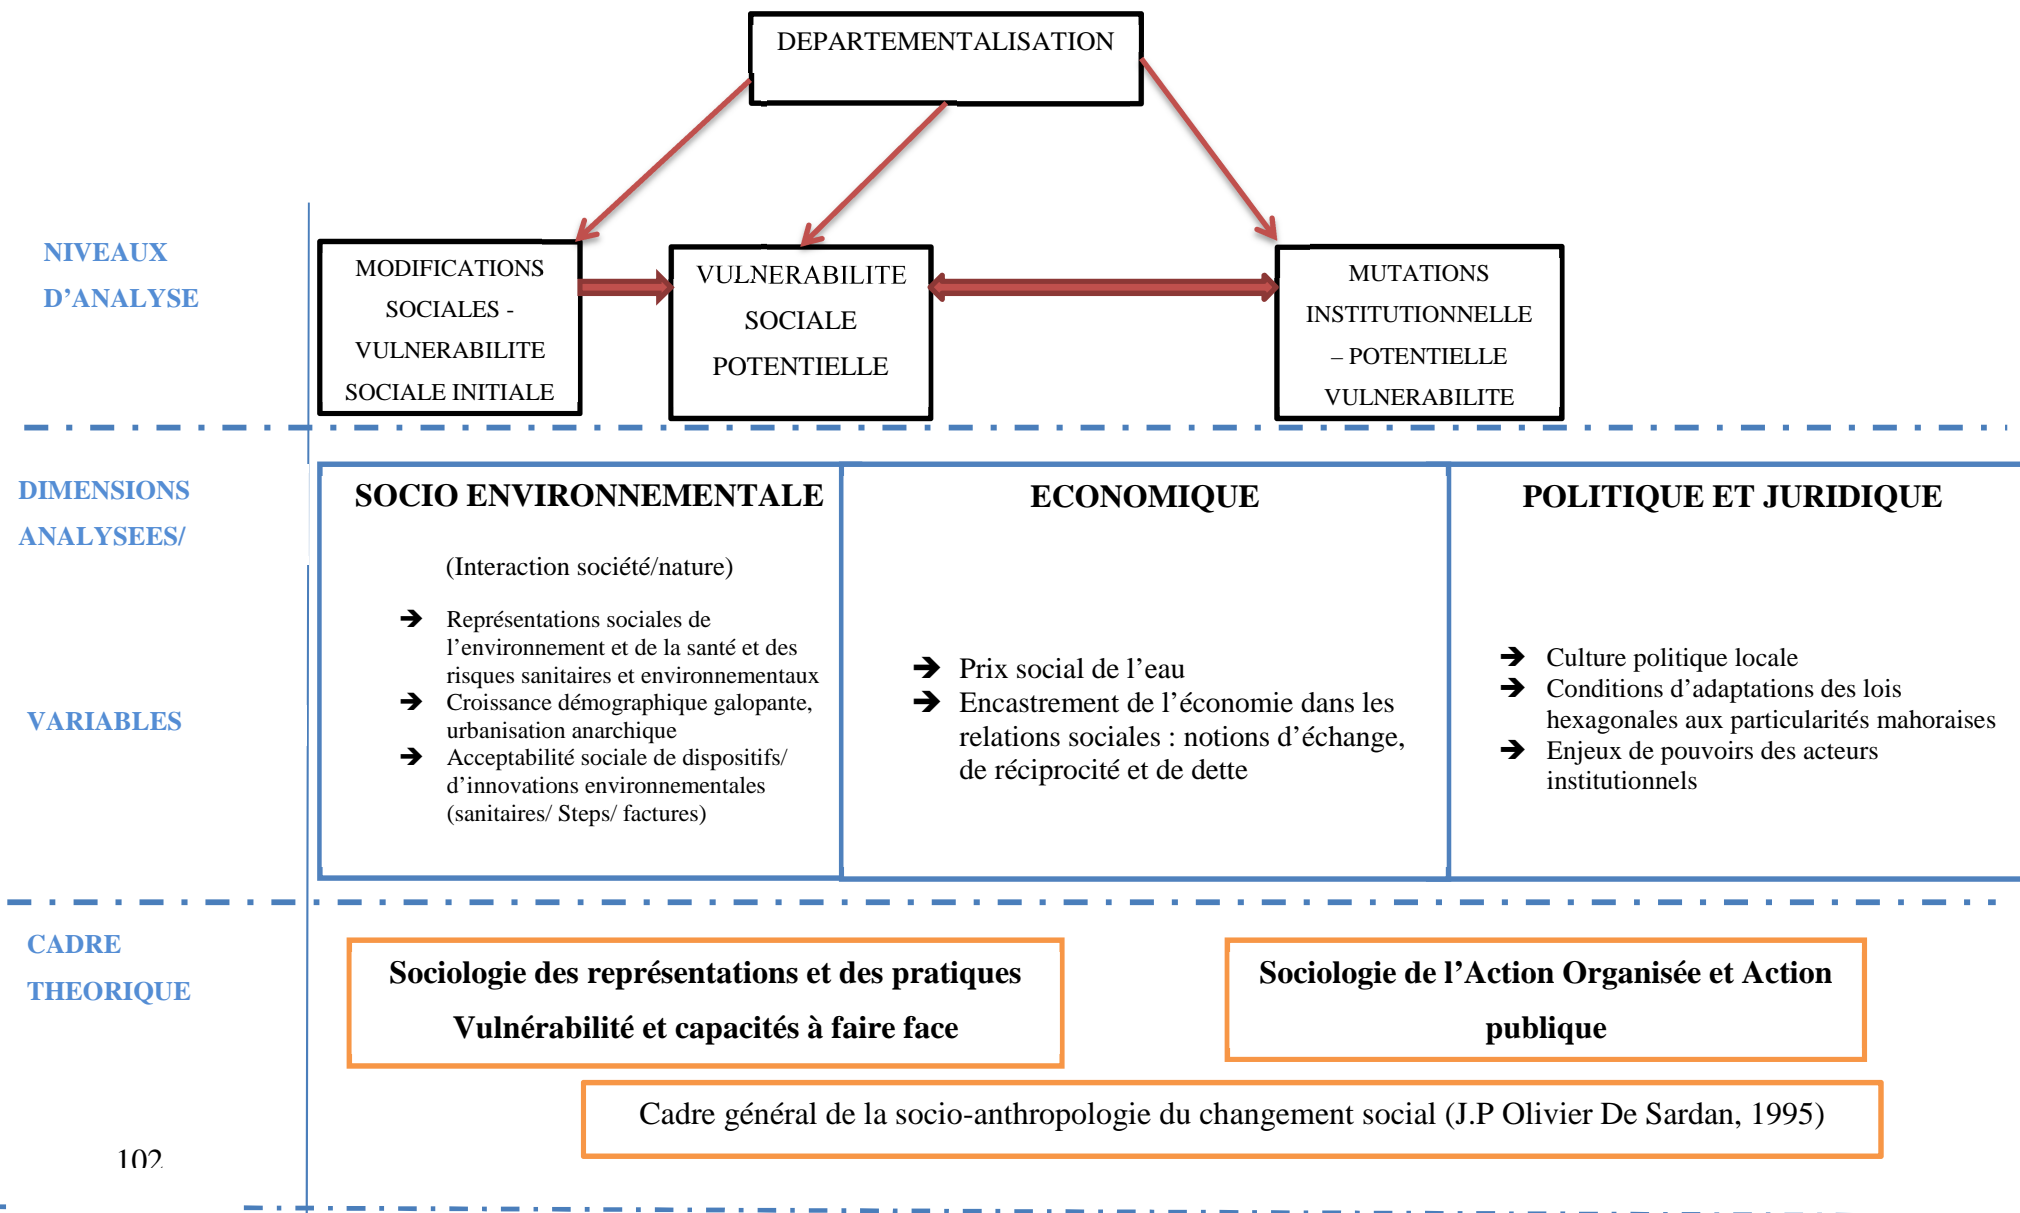 DEPARTEMENTALISATION
NIVEAUX
D’ANALYSE
MODIFICATIONS
SOCIALES -
VULNERABILITE
SOCIALE INITIALE
VULNERABILITE
SOCIALE
POTENTIELLE
MUTATIONS
INSTITUTIONNELLE
– POTENTIELLE
VULNERABILITE
DIMENSIONS
ANALYSEES/
VARIABLES
SOCIO ENVIRONNEMENTALE
(Interaction société/nature)
➔ Représentations sociales de
l’environnement et de la santé et des
risques sanitaires et environnementaux
➔ Croissance démographique galopante,
urbanisation anarchique
➔ Acceptabilité sociale de dispositifs/
d’innovations environnementales
(sanitaires/ Steps/ factures)
ECONOMIQUE
➔ Prix social de l’eau
➔ Encastrement de l’économie dans les
relations sociales : notions d’échange,
de réciprocité et de dette
POLITIQUE ET JURIDIQUE
➔ Culture politique locale
➔ Conditions d’adaptations des lois
hexagonales aux particularités mahoraises
➔ Enjeux de pouvoirs des acteurs
institutionnels
CADRE
THEORIQUE
Sociologie des représentations et des pratiques
Vulnérabilité et capacités à faire face
Sociologie de l’Action Organisée et Action
publique
Cadre général de la socio-anthropologie du changement social (J.P Olivier De Sardan, 1995)
102